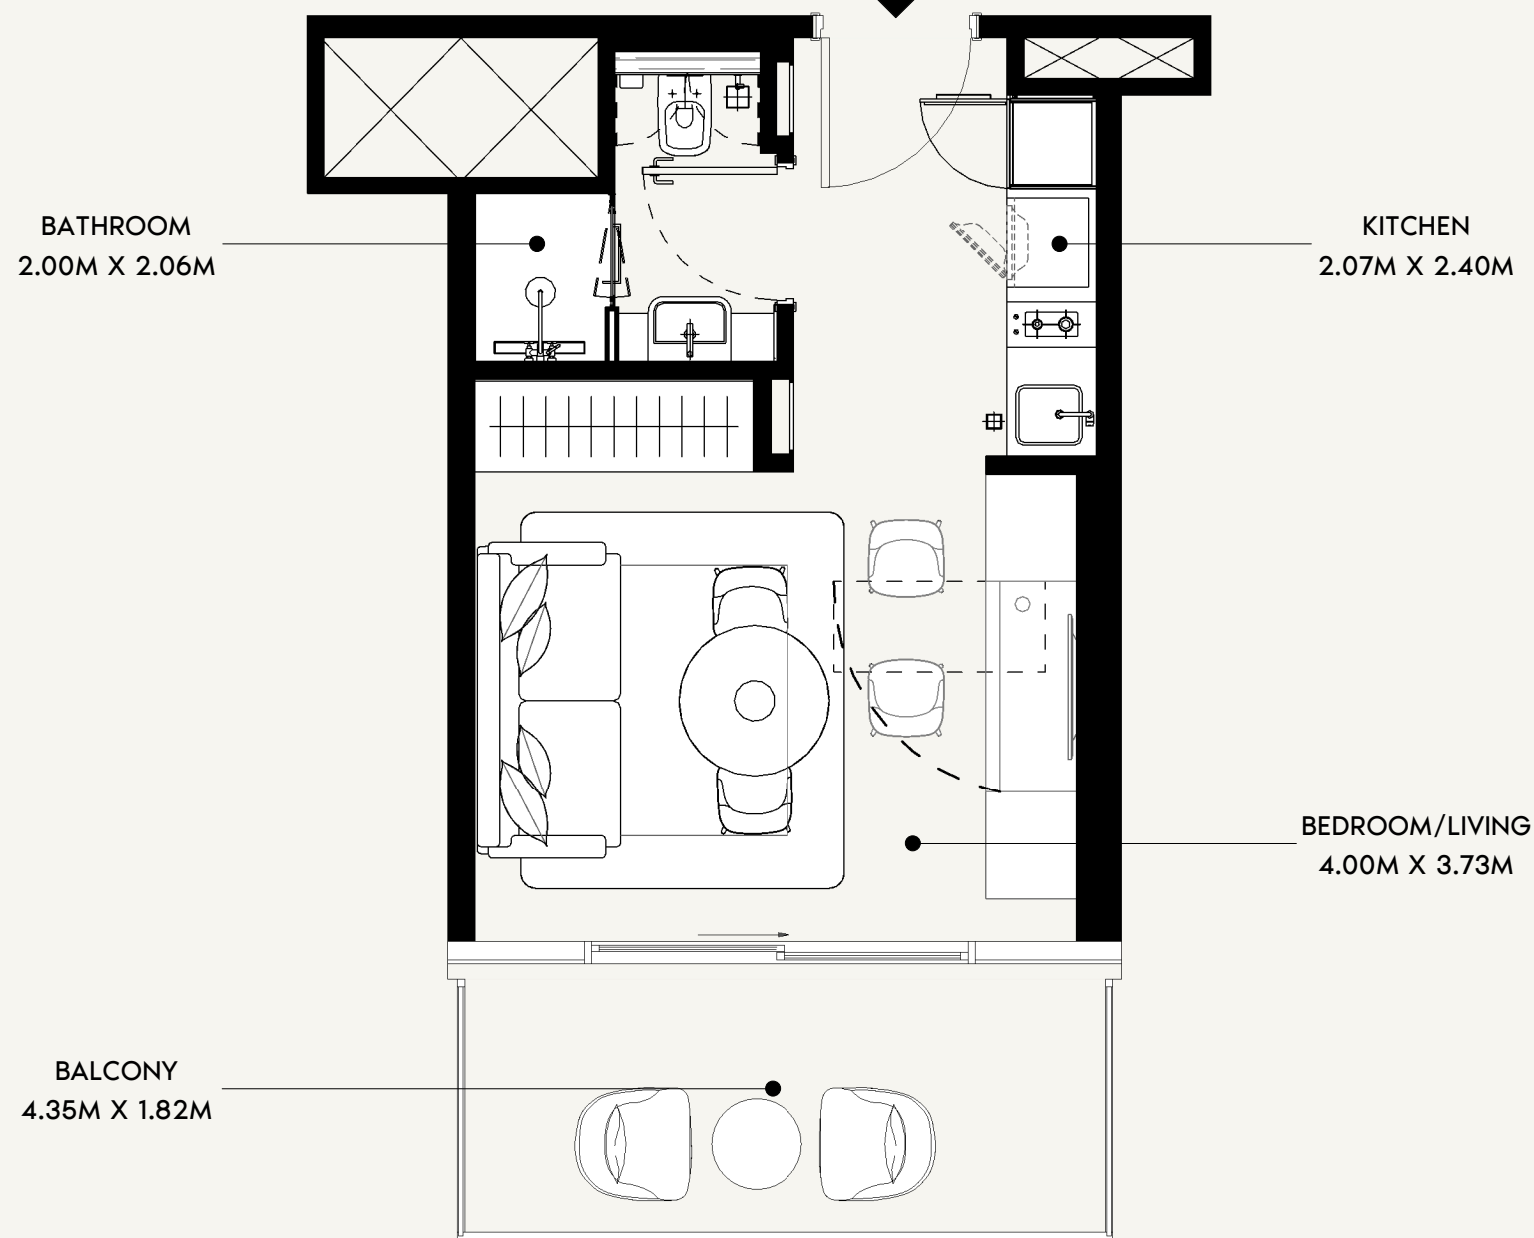 BATHROOM
2.00M X 2.06M
KITCHEN
2.07M X 2.40M
BEDROOM/LIVING
4.00M X 3.73M
BALCONY
4.35M X 1.82M